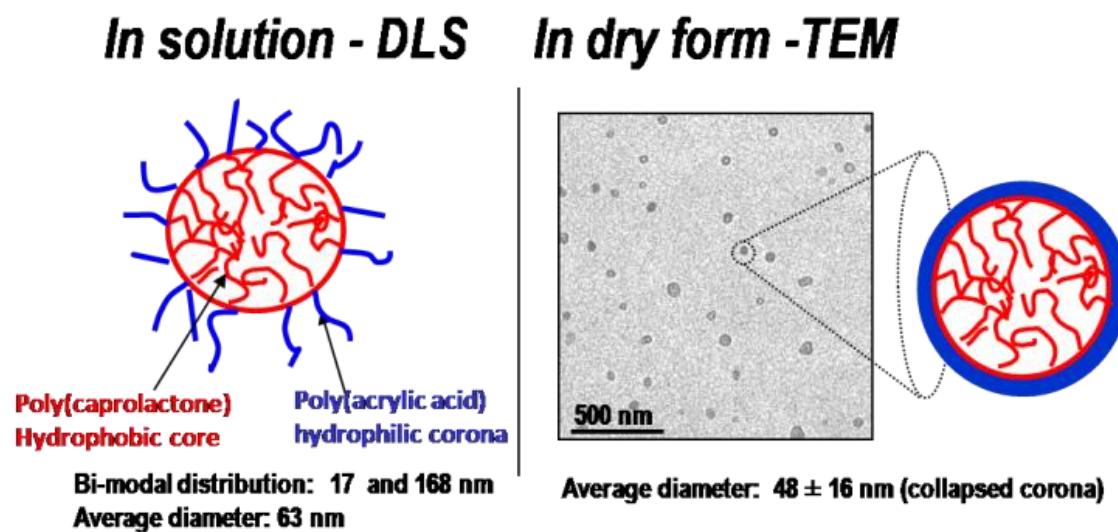 In solution - DLS
In dry form -TEM
Poly(caprolactone)
Hydrophobic core
Poly(acrylic acid)
hydrophilic corona
Bi-modal distribution: 17 and 168 nm
Average diameter: 63 nm
500 nm
Average diameter: 48 ± 16 nm (collapsed corona)